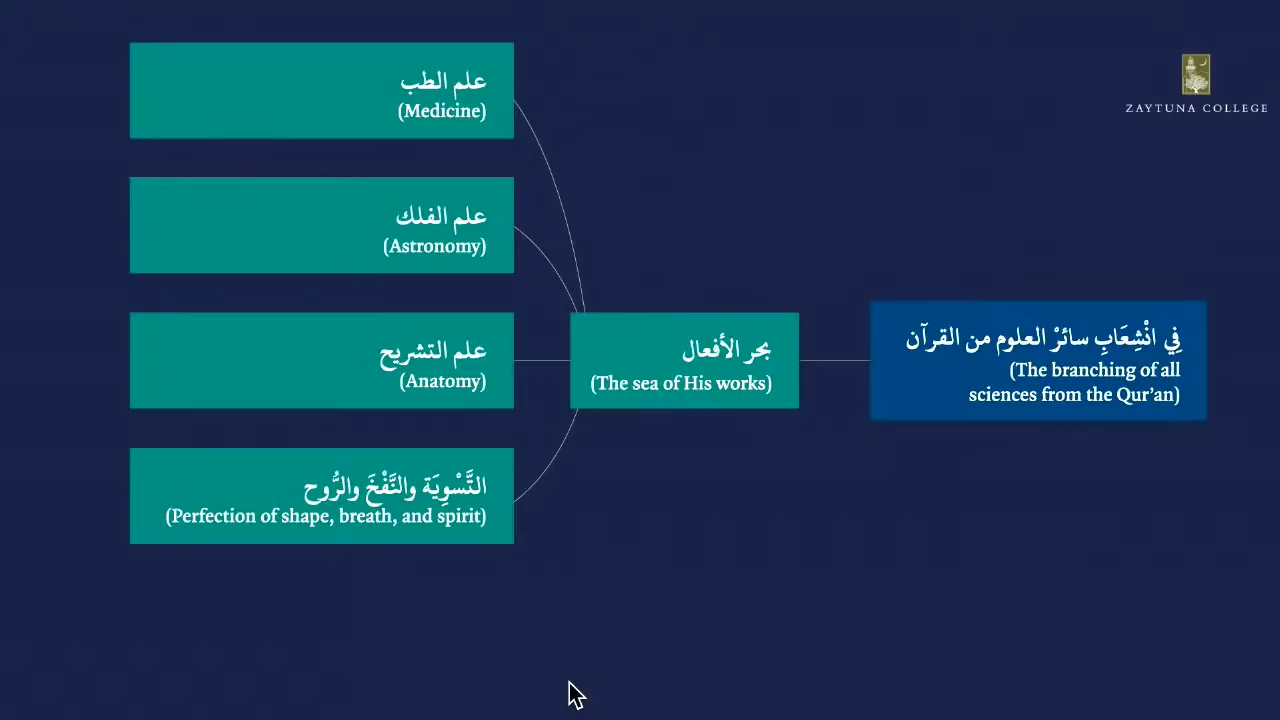 علم الطب
(Medicine)
ZAYTUNA COLLEGE
علم الفلك
(Astronomy)
علم التشريح
(Anatomy)
بحر الأفعال
(The sea of His works)
فِي انْشِعَابِ سائرْ العلوم من القرآن
(The branching of all
sciences from the Qur’an)
التَّسْوِيَة والنَّفْخَ والرُّوح
(Perfection of shape, breath, and spirit)